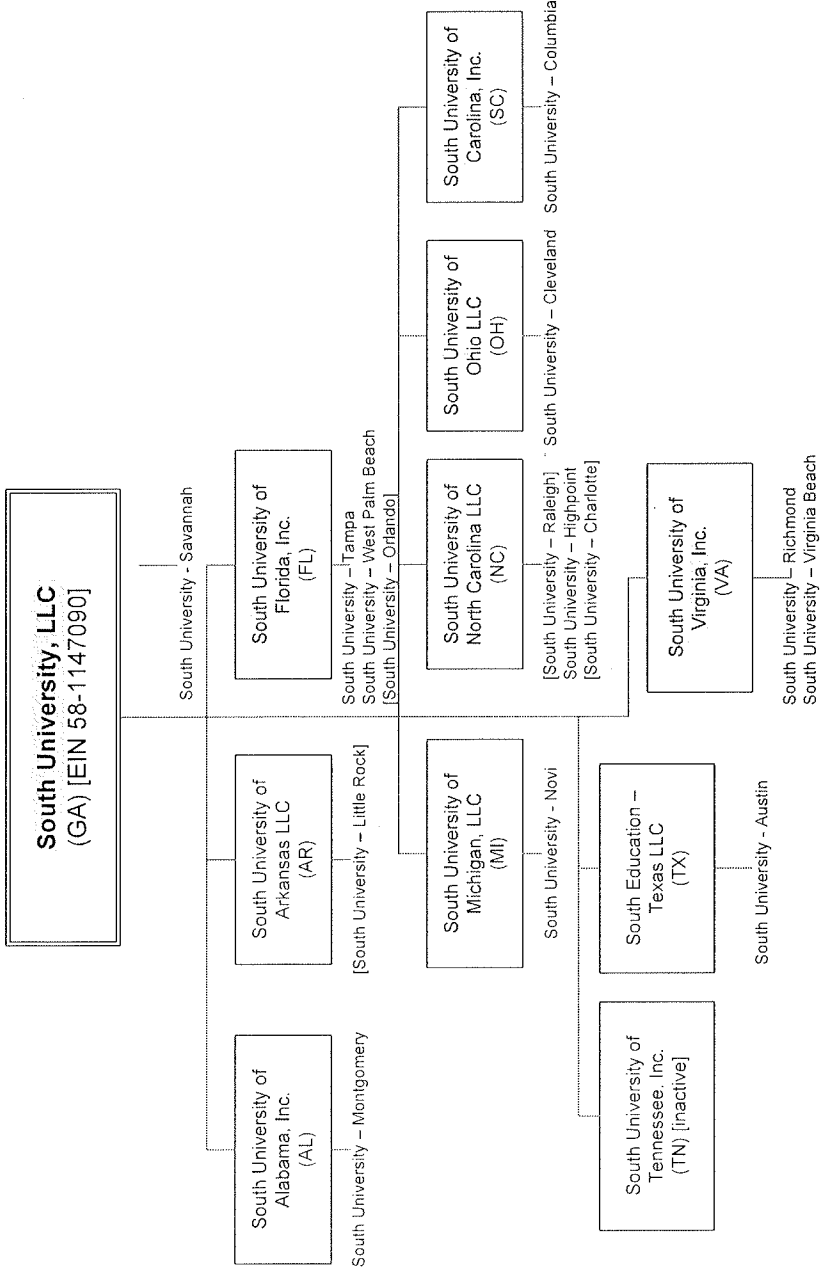 South University, LLC
(GA) [EIN 58-1147090]
South University - Savannah
South University of
Alabama, Inc.
(AL)
South University – Montgomery
South University of
Arkansas LLC
(AR)
[South University – Little Rock]
South University of
Florida, Inc.
(FL)
South University – Tampa
South University – West Palm Beach
[South University – Orlando]
South University of
Michigan, LLC
(MI)
South University - Novi
South University of
North Carolina LLC
(NC)
[South University – Raleigh]
South University – Highpoint
[South University – Charlotte]
South University of
Ohio LLC
(OH)
South University – Cleveland
South University of
Carolina, Inc.
(SC)
South University – Columbia
South University of
Tennessee, Inc.
(TN) [inactive]
South Education –
Texas LLC
(TX)
South University - Austin
South University of
Virginia, Inc.
(VA)
South University – Richmond
South University – Virginia Beach